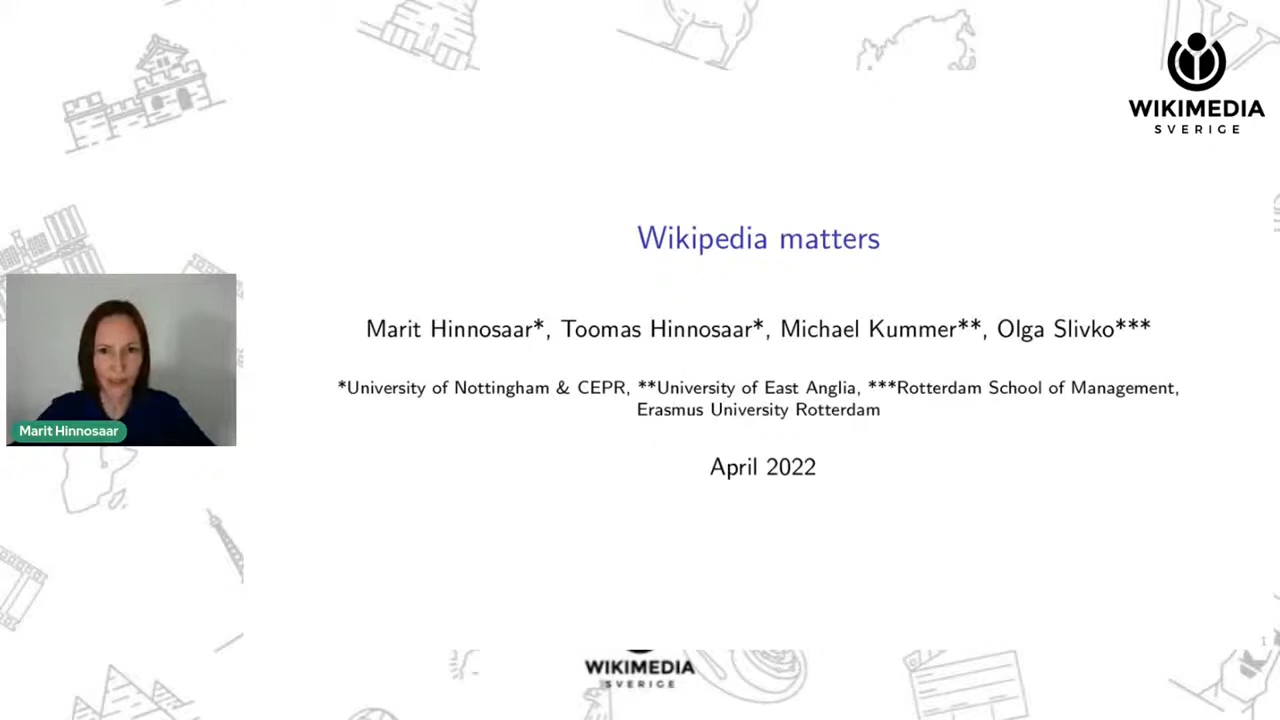 WIKIMEDIA
SVERIGE
Wikipedia matters
Marit Hinnosaar*, Toomas Hinnosaar*, Michael Kummer**, Olga Slivko***
*University of Nottingham & CEPR, **University of East Anglia, ***Rotterdam School of Management,
Erasmus University Rotterdam
Marit Hinnosaar
April 2022
1
WIKIMEDIA
SVERIGE